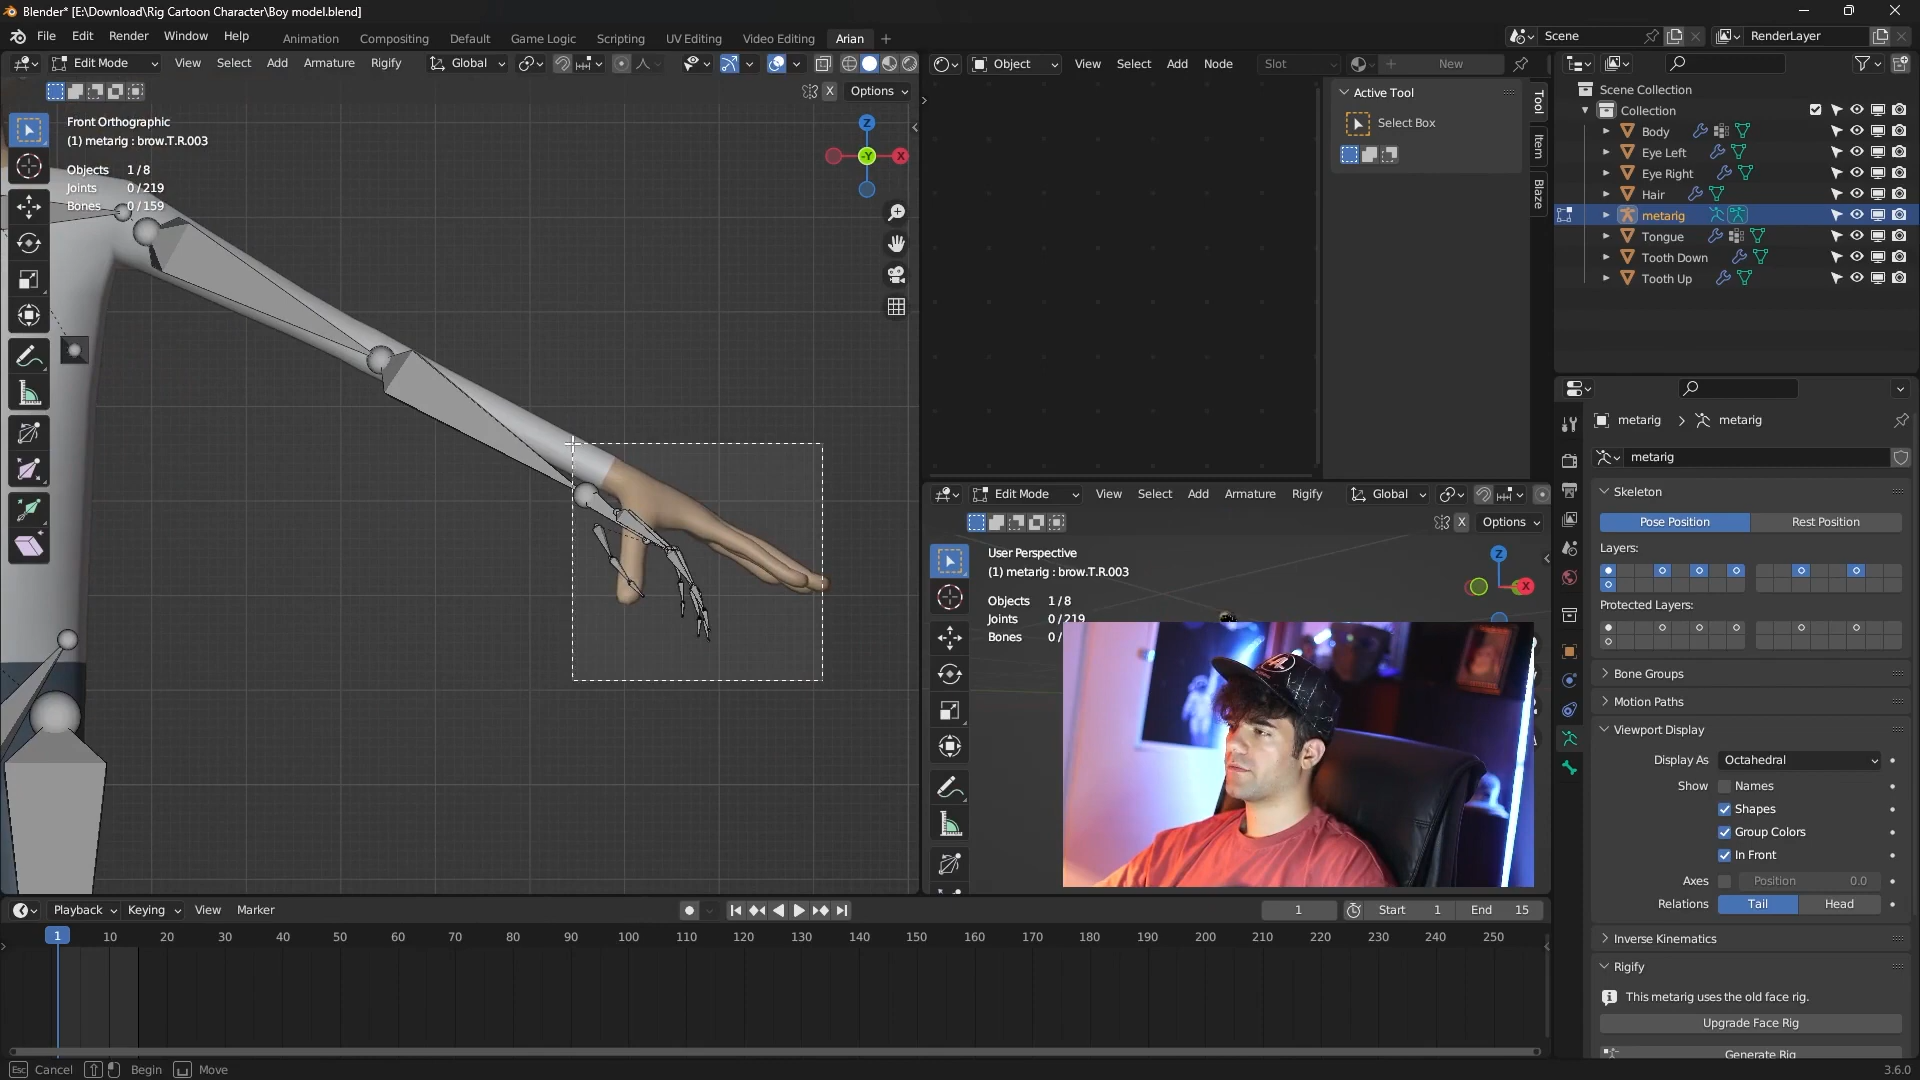 Blender* [E:\Download\Rig Cartoon Character\Boy model.blend]
File Edit Render Window Help
Animation Compositing Default Game Logic Scripting UV Editing Video Editing Arian +
Scene
RenderLayer
Edit Mode View Select Add Armature Rigify Global
X Options
Front Orthographic
(1) metarig : brow.T.R.003
Objects 1/8
Joints 0/219
Bones 0/159
Z
-Y
X
Object View Select Add Node Slot New
Active Tool
Select Box
Tool
Item
Blaze
Scene Collection
Collection
Body
Eye Left
Eye Right
Hair
metarig
Tongue
Tooth Down
Tooth Up
metarig > metarig
metarig
Skeleton
Pose Position Rest Position
Layers:
Protected Layers:
Bone Groups
Motion Paths
Viewport Display
Display As Octahedral
Show Names
Shapes
Group Colors
In Front
Axes Position 0.0
Relations Tail Head
Inverse Kinematics
Rigify
This metarig uses the old face rig.
Upgrade Face Rig
Generate Rig
Edit Mode View Select Add Armature Rigify Global
X Options
User Perspective
(1) metarig : brow.T.R.003
Objects 1/8
Joints 0/219
Bones 0/
Z
X
Playback Keying View Marker
1 Start 1 End 15
1 10 20 30 40 50 60 70 80 90 100 110 120 130 140 150 160 170 180 190 200 210 220 230 240 250
Esc Cancel Begin Move
3.6.0